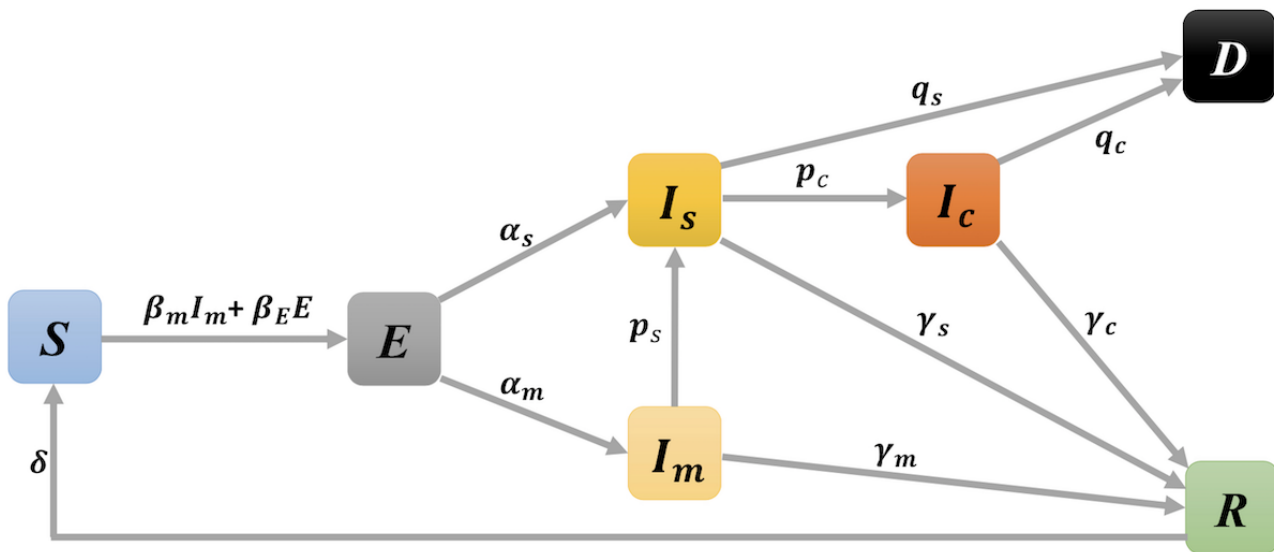 D
q_s
q_c
p_c
I_s
I_c
α_s
β_m I_m + β_E E
γ_s
γ_c
S
E
p_s
α_m
δ
I_m
γ_m
R